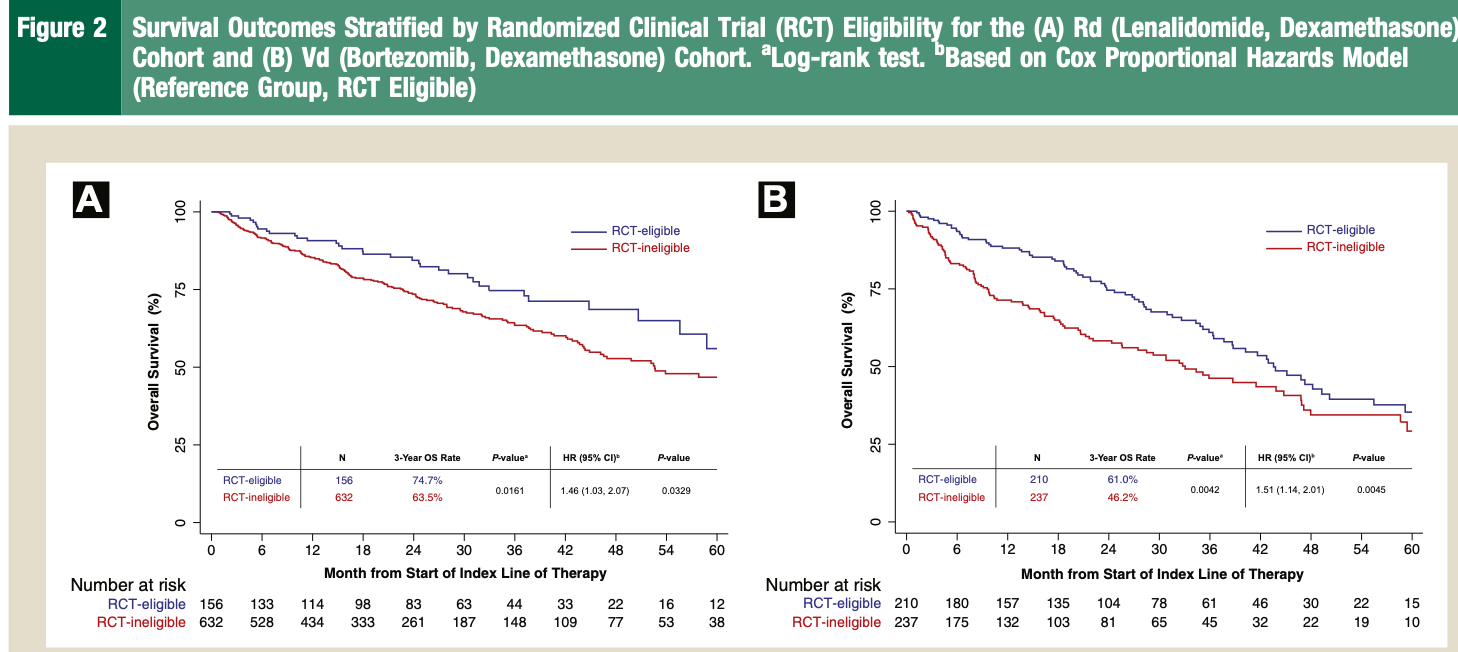 Figure 2
Survival Outcomes Stratified by Randomized Clinical Trial (RCT) Eligibility for the (A) Rd (Lenalidomide, Dexamethasone)
Cohort and (B) Vd (Bortezomib, Dexamethasone) Cohort. ᵃLog-rank test. ᵇBased on Cox Proportional Hazards Model
(Reference Group, RCT Eligible)
A
Overall Survival (%)
100
75
50
25
0
RCT-eligible
RCT-ineligible
N 3-Year OS Rate P-valueᵃ HR (95% CI)ᵇ P-value
RCT-eligible 156 74.7%
0.0161 1.46 (1.03, 2.07) 0.0329
RCT-ineligible 632 63.5%
0 6 12 18 24 30 36 42 48 54 60
Month from Start of Index Line of Therapy
Number at risk
RCT-eligible 156 133 114 98 83 63 44 33 22 16 12
RCT-ineligible 632 528 434 333 261 187 148 109 77 53 38
B
Overall Survival (%)
100
75
50
25
0
RCT-eligible
RCT-ineligible
N 3-Year OS Rate P-valueᵃ HR (95% CI)ᵇ P-value
RCT-eligible 210 61.0%
0.0042 1.51 (1.14, 2.01) 0.0045
RCT-ineligible 237 46.2%
0 6 12 18 24 30 36 42 48 54 60
Month from Start of Index Line of Therapy
Number at risk
RCT-eligible 210 180 157 135 104 78 61 46 30 22 15
RCT-ineligible 237 175 132 103 81 65 45 32 22 19 10